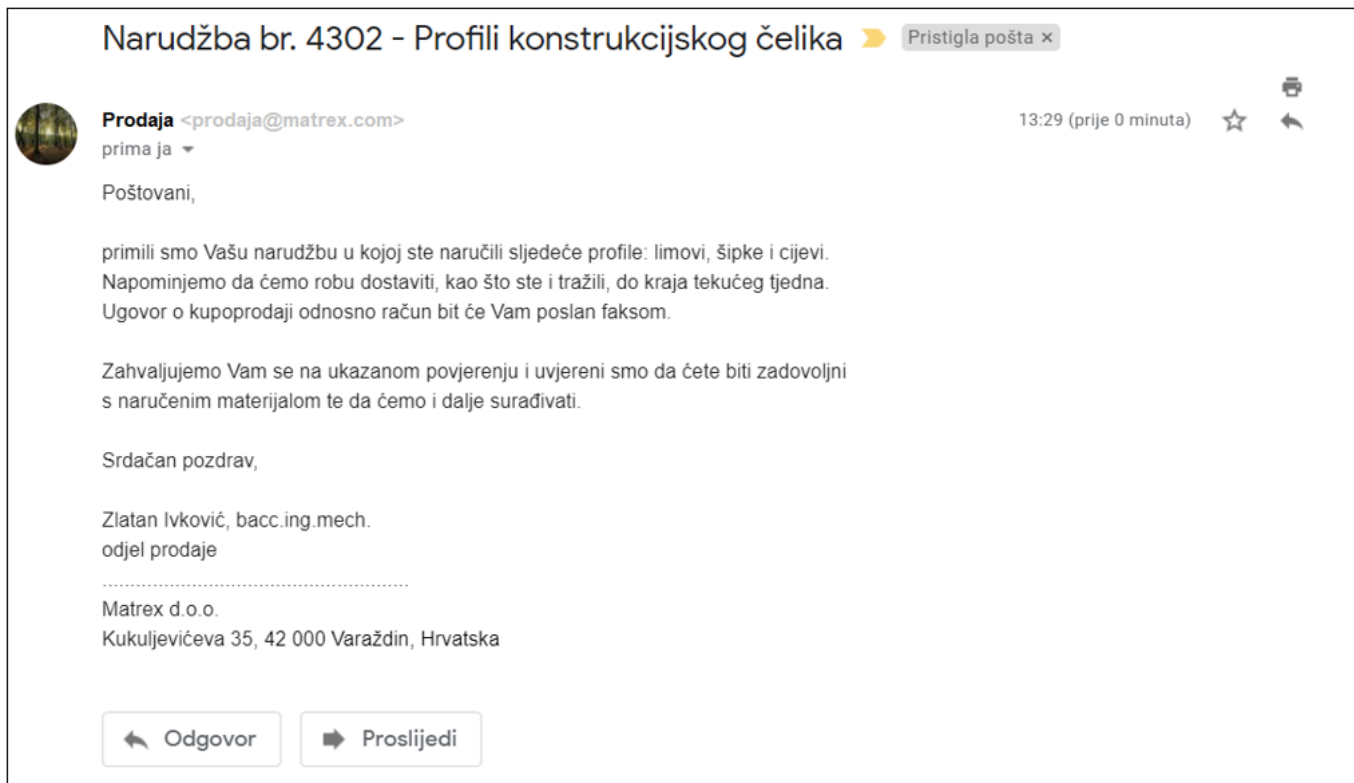 Narudžba br. 4302 - Profili konstrukcijskog čelika Pristigla pošta ×
Prodaja <prodaja@matrex.com> 13:29 (prije 0 minuta)
prima ja
Poštovani,
primili smo Vašu narudžbu u kojoj ste naručili sljedeće profile: limovi, šipke i cijevi.
Napominjemo da ćemo robu dostaviti, kao što ste i tražili, do kraja tekućeg tjedna.
Ugovor o kupoprodaji odnosno račun bit će Vam poslan faksom.
Zahvaljujemo Vam se na ukazanom povjerenju i uvjereni smo da ćete biti zadovoljni
s naručenim materijalom te da ćemo i dalje surađivati.
Srdačan pozdrav,
Zlatan Ivković, bacc.ing.mech.
odjel prodaje
........................................................
Matrex d.o.o.
Kukuljevićeva 35, 42 000 Varaždin, Hrvatska
Odgovor Proslijedi